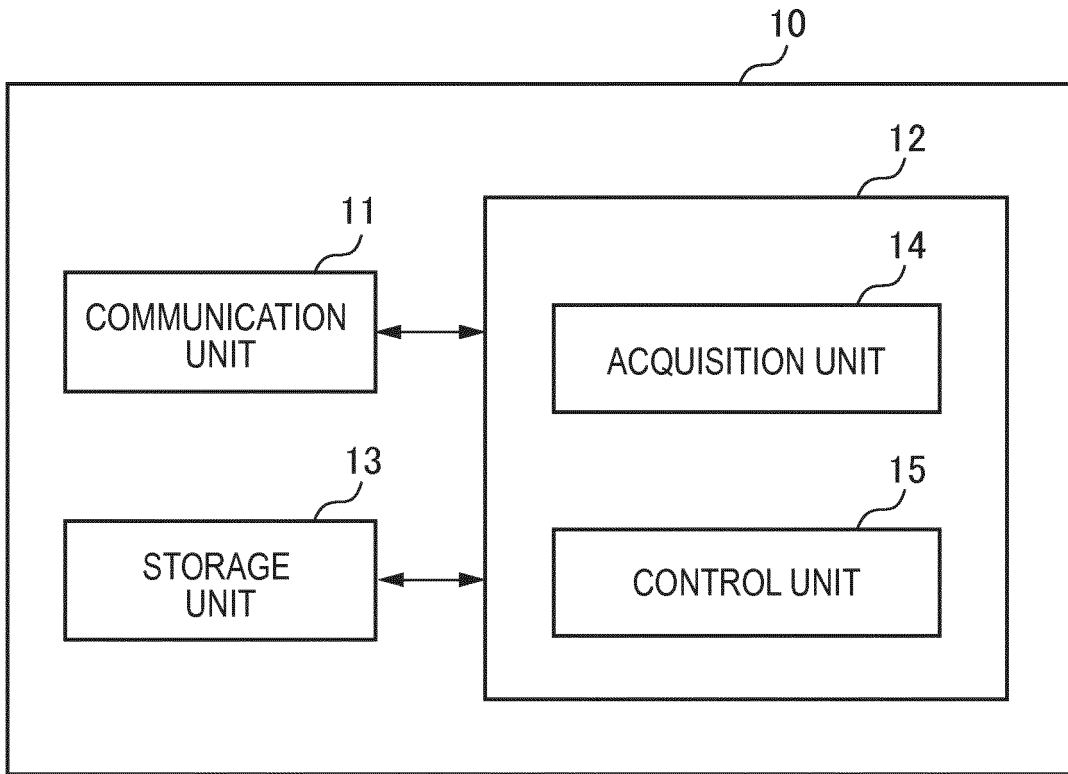 10
12
11
COMMUNICATION
UNIT
14
ACQUISITION UNIT
13
STORAGE
UNIT
15
CONTROL UNIT